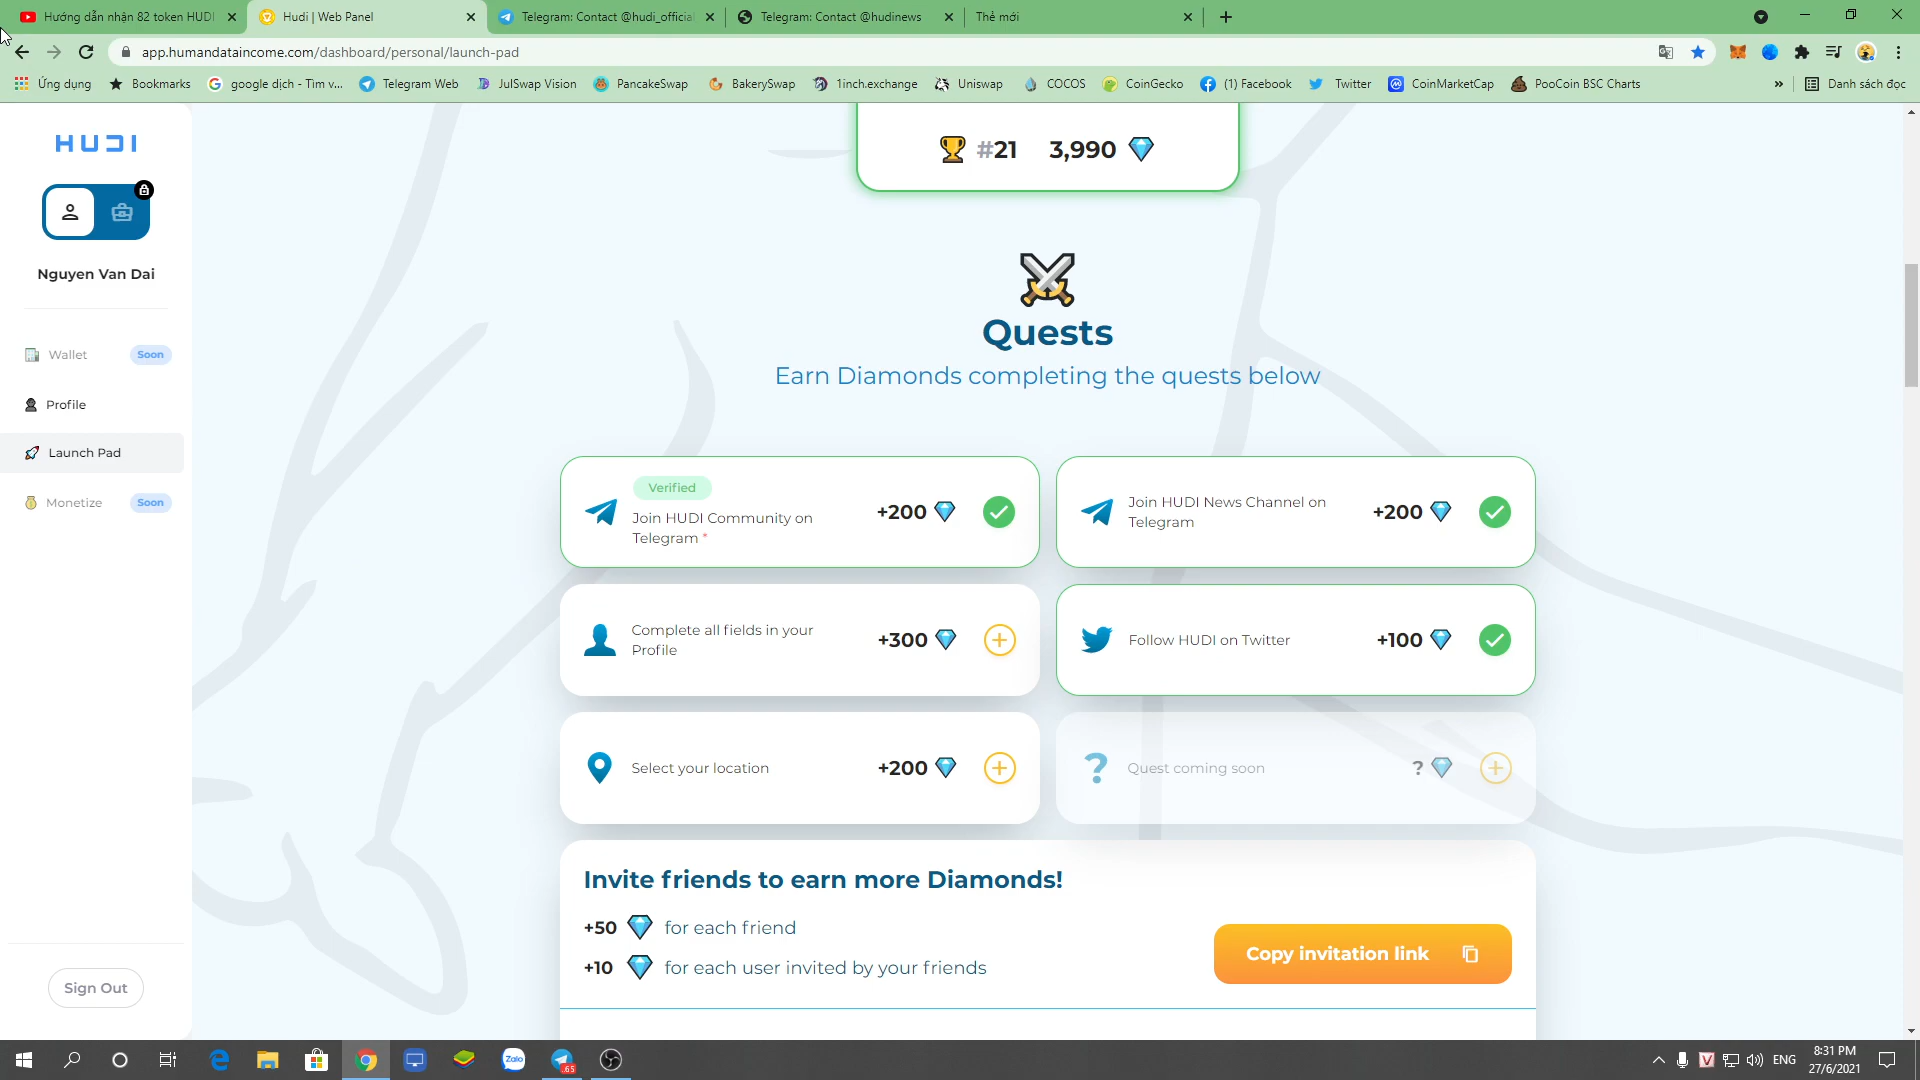 Hướng dẫn nhận 82 token HUDI
Hudi | Web Panel
Telegram: Contact @hudi_official
Telegram: Contact @hudinews
Thẻ mới
app.humandataincome.com/dashboard/personal/launch-pad
Ứng dụng
Bookmarks
google dịch - Tìm v...
Telegram Web
JulSwap Vision
PancakeSwap
BakerySwap
1inch.exchange
Uniswap
COCOS
CoinGecko
(1) Facebook
Twitter
CoinMarketCap
PooCoin BSC Charts
»
Danh sách đọc
HUDI
Nguyen Van Dai
Wallet Soon
Profile
Launch Pad
Monetize Soon
Sign Out
#21 3,990
Quests
Earn Diamonds completing the quests below
Verified
Join HUDI Community on
Telegram *
+200
Join HUDI News Channel on
Telegram
+200
Complete all fields in your
Profile
+300
Follow HUDI on Twitter
+100
Select your location
+200
? Quest coming soon
?
Invite friends to earn more Diamonds!
+50 for each friend
+10 for each user invited by your friends
Copy invitation link
Zalo
.65
V
ENG
8:31 PM
27/6/2021